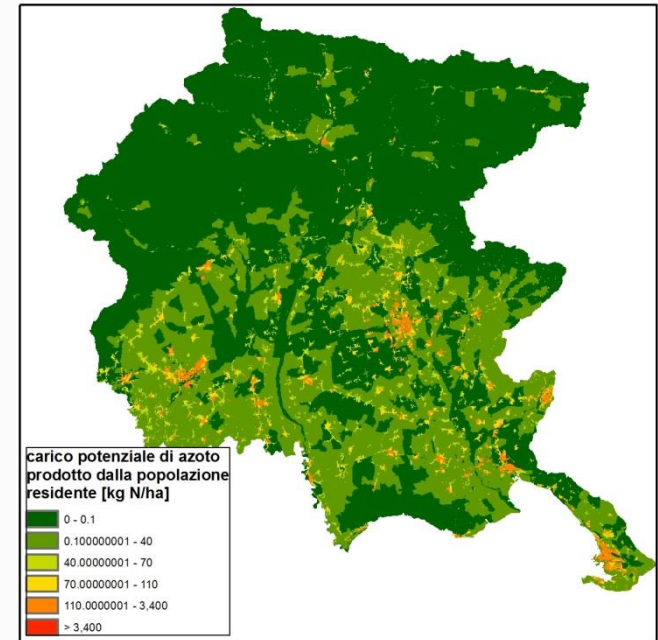 carico potenziale di azoto
prodotto dalla popolazione
residente [kg N/ha]
0 - 0.1
0.100000001 - 40
40.00000001 - 70
70.00000001 - 110
110.0000001 - 3,400
> 3,400